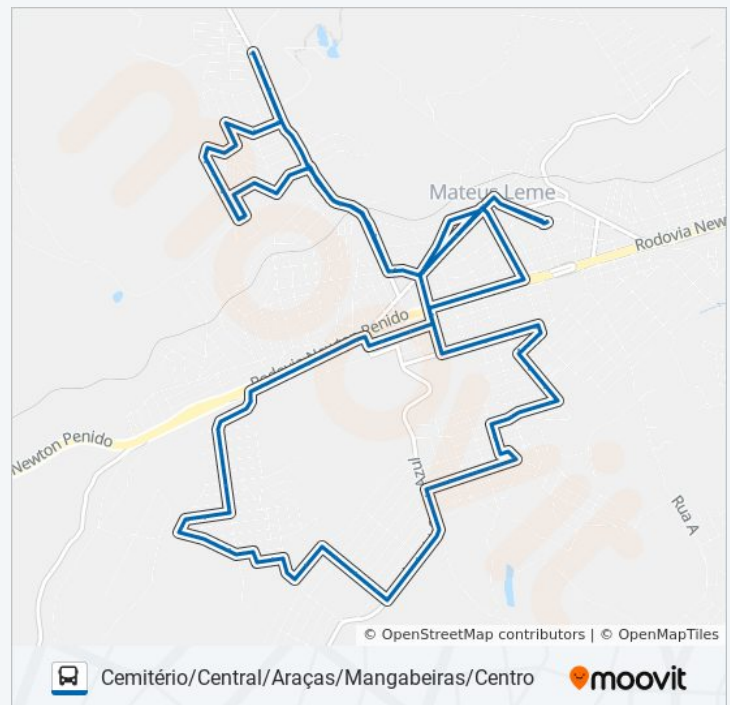 Mateus Leme
Rodovia New
Rodovia Newton Penido
Newton Penido
Azul
Rua A
moovit
© OpenStreetMap contributors | © OpenMapTiles
Cemitério/Central/Araças/Mangabeiras/Centro
moovit